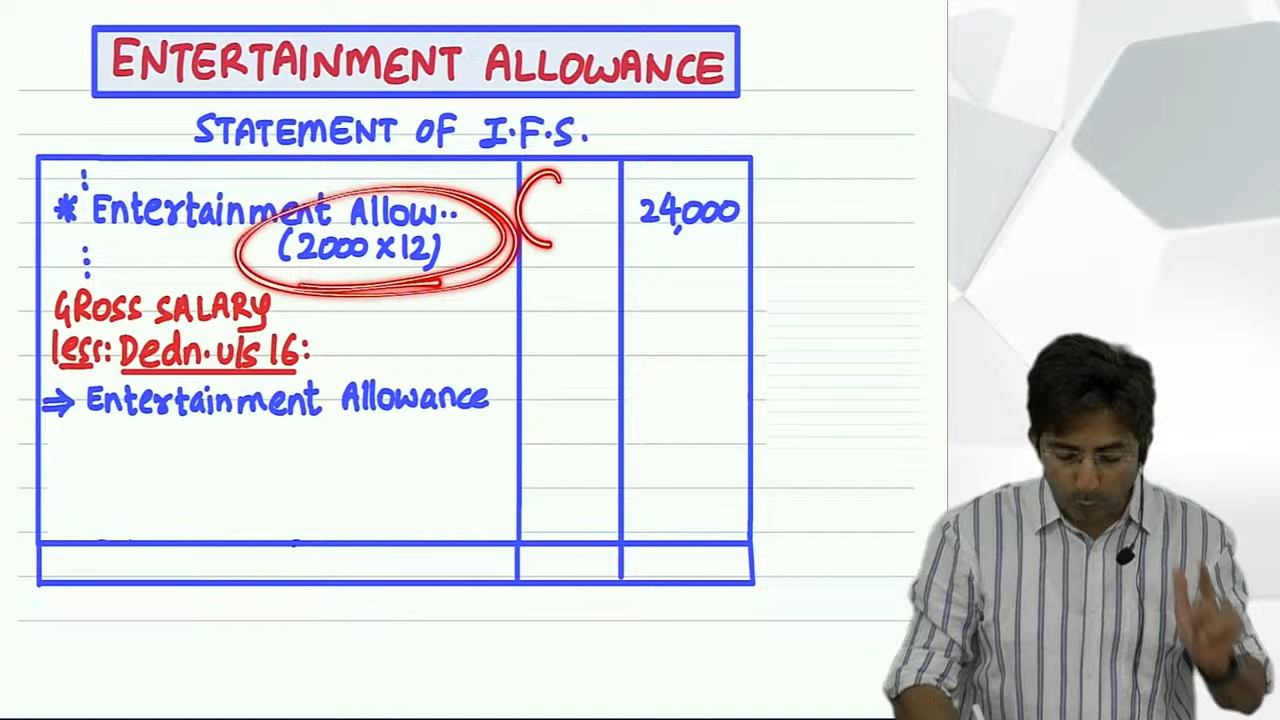 ENTERTAINMENT ALLOWANCE
STATEMENT OF I.F.S.
* Entertainment Allow.. 24,000
(2000 x 12)
GROSS SALARY
less: Dedn. u/s 16:
⇒ Entertainment Allowance